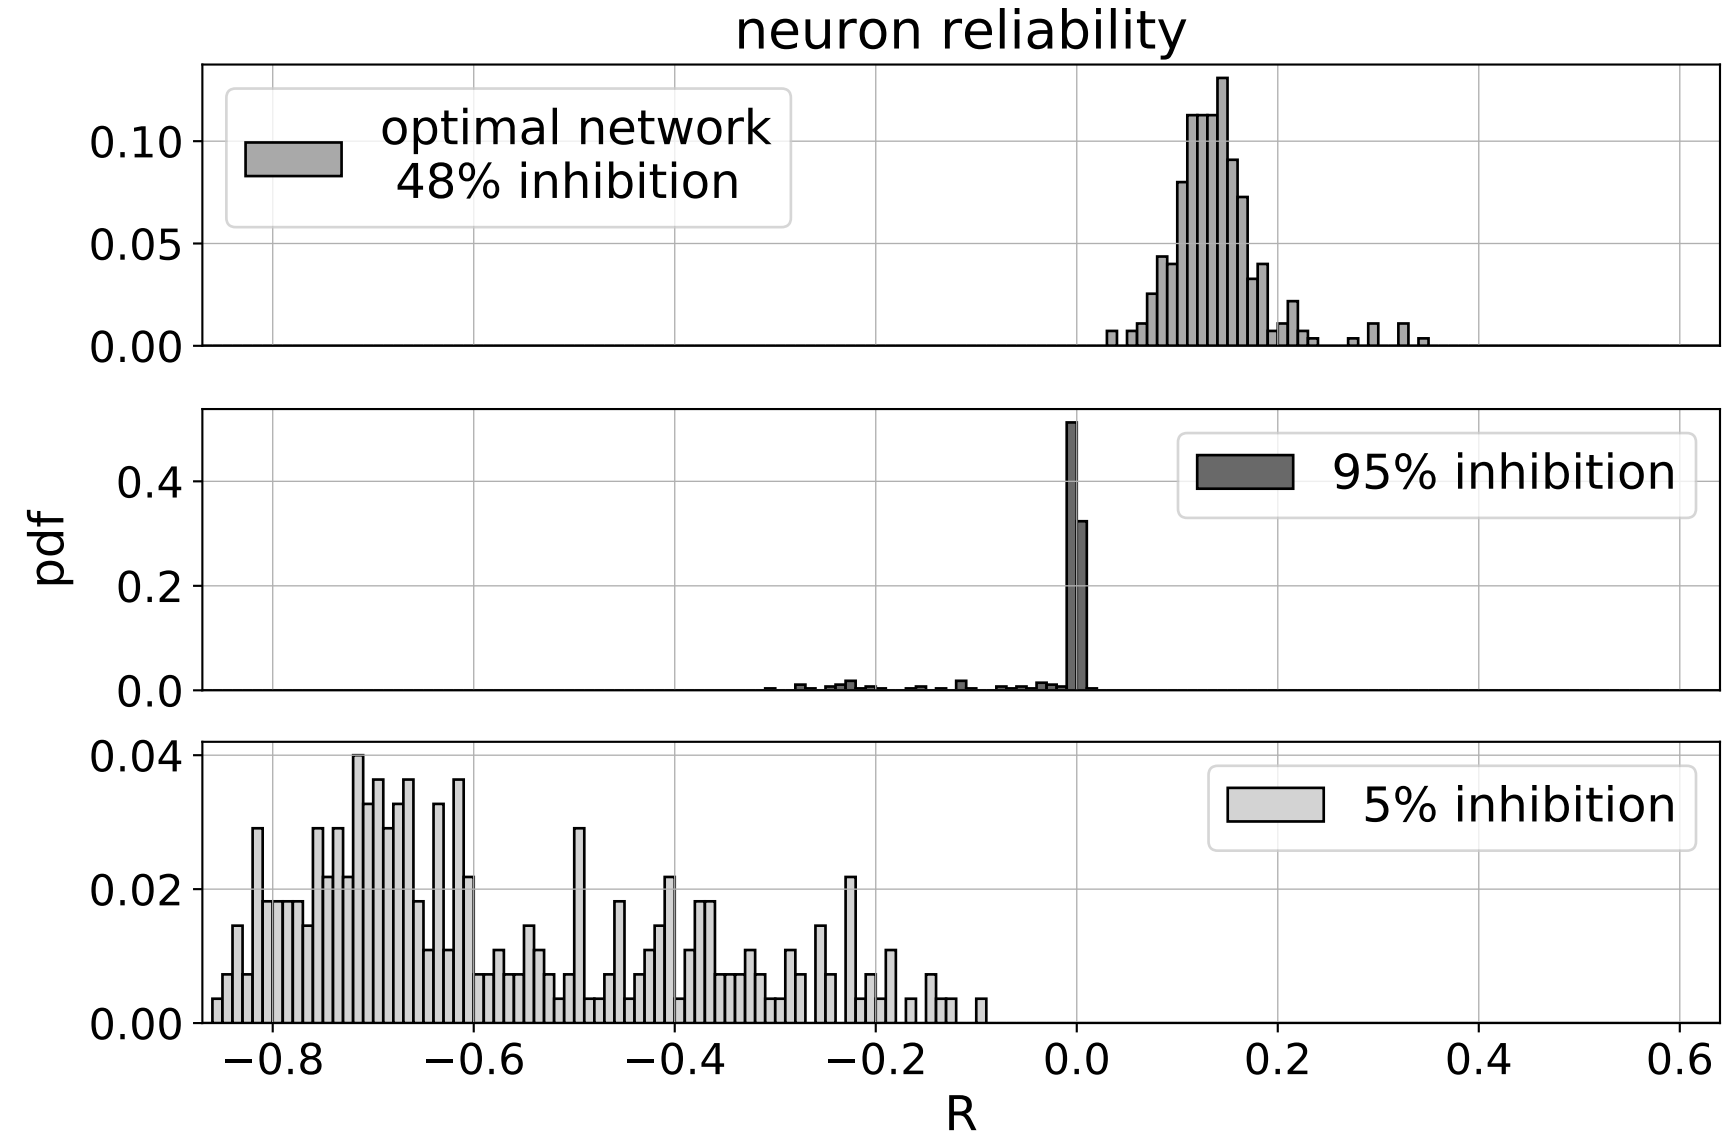 neuron reliability
optimal network
48% inhibition
0.10
0.05
0.00
95% inhibition
0.4
0.2
0.0
pdf
5% inhibition
0.04
0.02
0.00
−0.8 −0.6 −0.4 −0.2 0.0 0.2 0.4 0.6
R